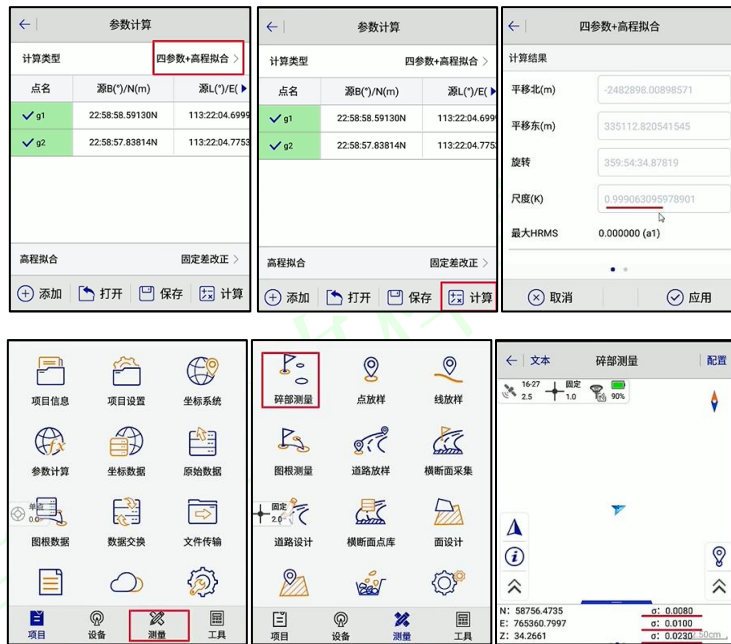 参数计算
计算类型
四参数+高程拟合
点名
源B(°)/N(m)
源L(°)/E(
g1
22:58:58.59130N
113:22:04.6999
g2
22:58:57.83814N
113:22:04.7753
高程拟合
固定差改正
添加
打开
保存
计算
参数计算
计算类型
四参数+高程拟合
点名
源B(°)/N(m)
源L(°)/E(
g1
22:58:58.59130N
113:22:04.699
g2
22:58:57.83814N
113:22:04.775
高程拟合
固定差改正
添加
打开
保存
计算
四参数+高程拟合
计算结果
平移北(m)
-2482898.00898571
平移东(m)
335112.820541545
旋转
359:54:34.87819
尺度(K)
0.999063095978901
最大HRMS
0.000000 (a1)
取消
应用
项目信息
项目设置
坐标系统
参数计算
坐标数据
原始数据
单点
0.0
图根数据
数据交换
文件传输
项目
设备
测量
工具
碎部测量
点放样
线放样
图根测量
道路放样
横断面采集
固定
2.0
道路设计
横断面点库
面设计
项目
设备
测量
工具
文本
碎部测量
配置
16-27
2.5
固定
1.0
90%
N: 58756.4735
σ: 0.0080
E: 765360.7997
σ: 0.0100
Z: 34.2661
σ: 0.0230